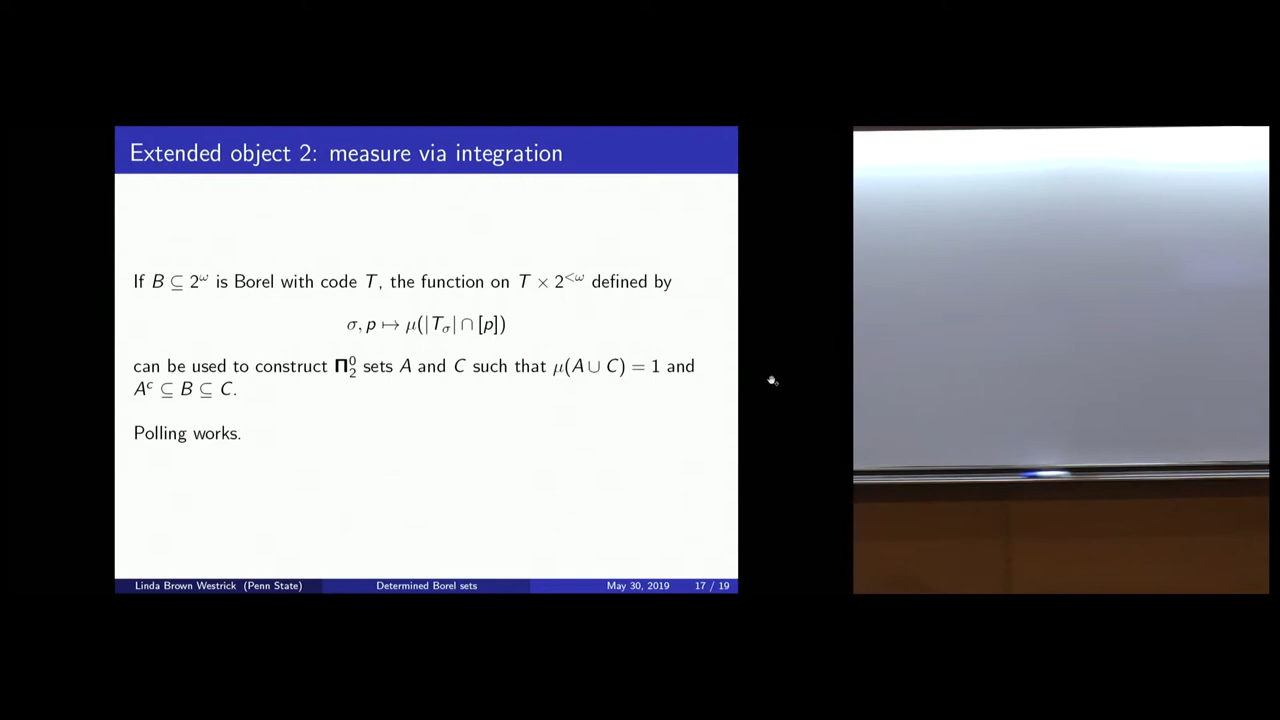 Extended object 2: measure via integration
If B ⊆ 2^ω is Borel with code T, the function on T × 2^{<ω} defined by
σ, p ↦ μ(|T_σ| ∩ [p])
can be used to construct 𝚷^0_2 sets A and C such that μ(A ∪ C) = 1 and
A^c ⊆ B ⊆ C.
Polling works.
Linda Brown Westrick (Penn State) Determined Borel sets May 30, 2019 17 / 19